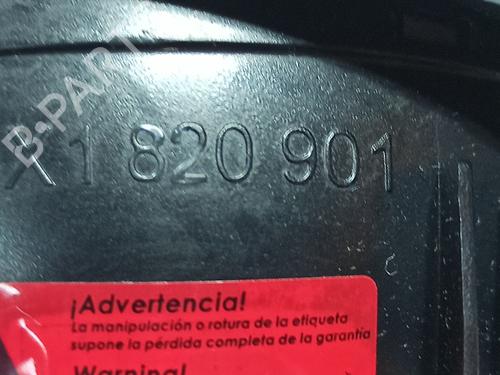 B-PART
X1 820 901
¡Advertencia!
La manipulación o rotura de la etiqueta
supone la pérdida completa de la garantía
Warning!